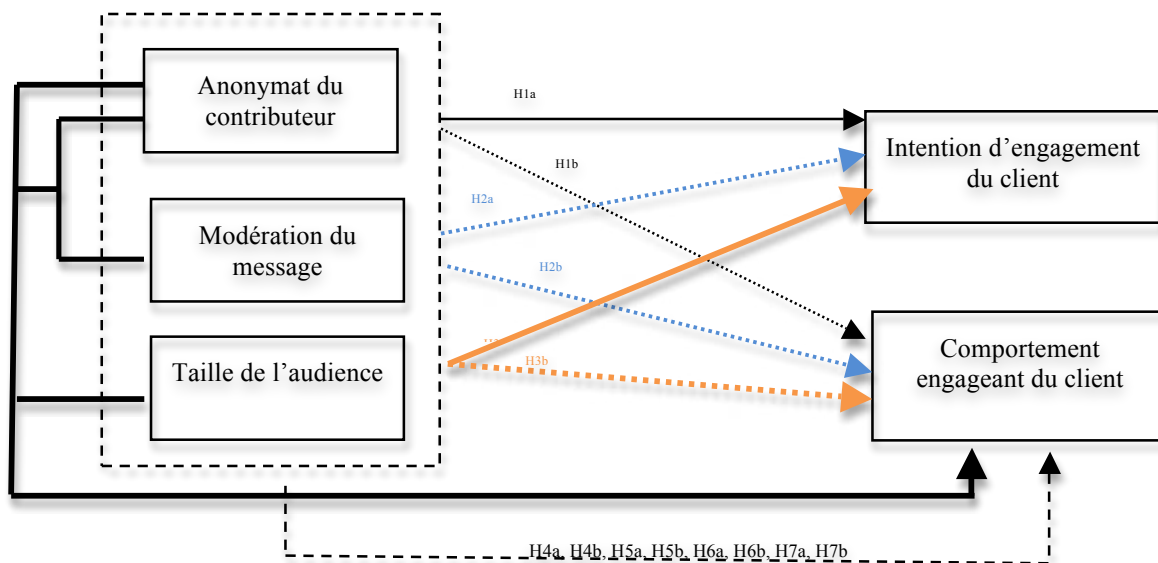 Anonymat du
contributeur
Modération du
message
Taille de l'audience
H1a
H1b
H2a
H2b
H3b
Intention d'engagement
du client
Comportement
engageant du client
H4a, H4b, H5a, H5b, H6a, H6b, H7a, H7b